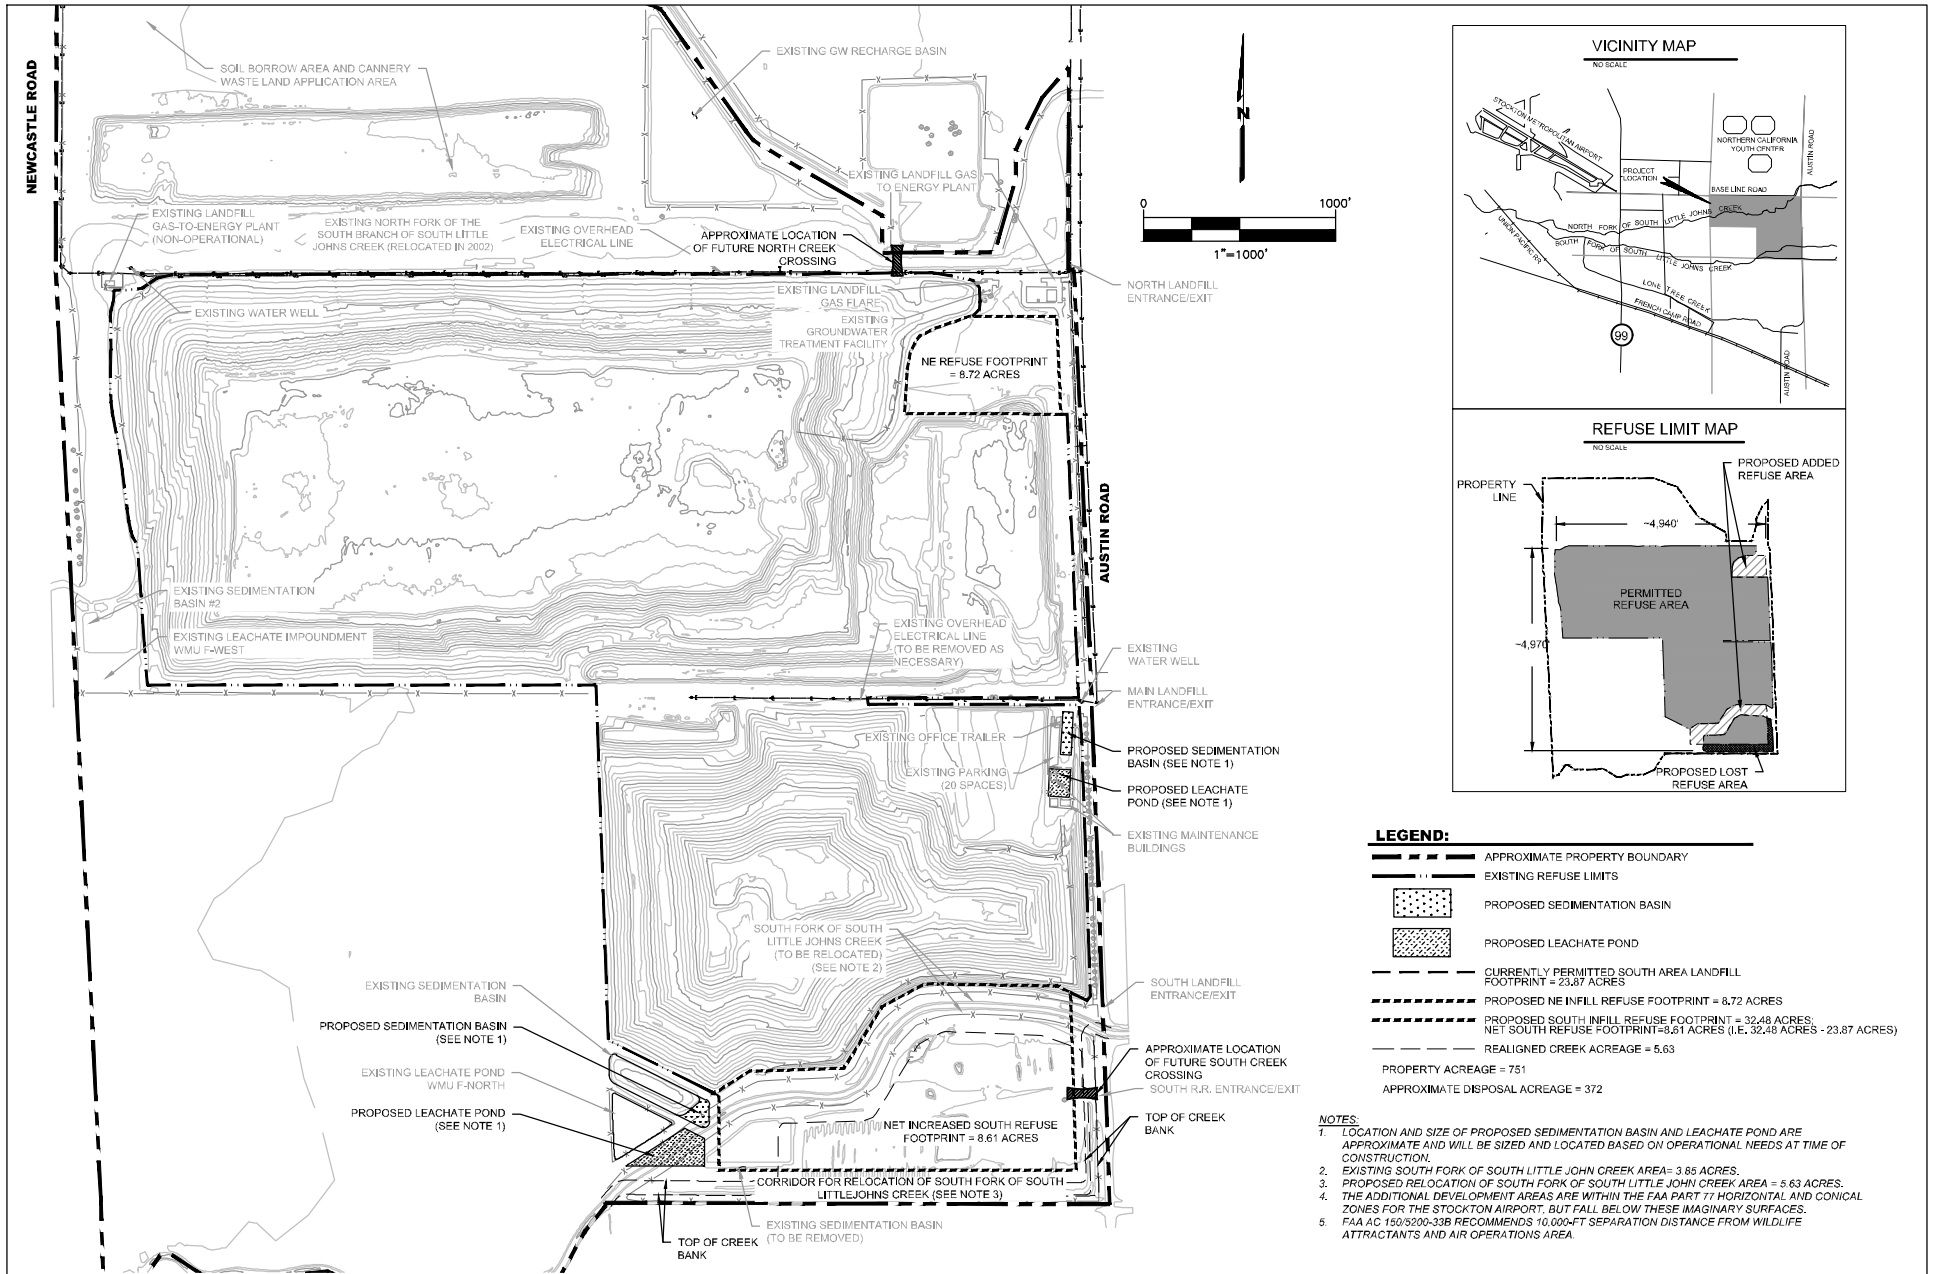 NEWCASTLE ROAD
SOIL BORROW AREA AND CANNERY
WASTE LAND APPLICATION AREA
EXISTING GW RECHARGE BASIN
EXISTING LANDFILL GAS
TO ENERGY PLANT
EXISTING LANDFILL
GAS-TO-ENERGY PLANT
(NON-OPERATIONAL)
EXISTING NORTH FORK OF THE
SOUTH BRANCH OF SOUTH LITTLE
JOHNS CREEK (RELOCATED IN 2002)
EXISTING OVERHEAD
ELECTRICAL LINE
APPROXIMATE LOCATION
OF FUTURE NORTH CREEK
CROSSING
N
0 1000'
1"=1000'
NORTH LANDFILL
ENTRANCE/EXIT
EXISTING WATER WELL
EXISTING LANDFILL
GAS FLARE
EXISTING
GROUNDWATER
TREATMENT FACILITY
NE REFUSE FOOTPRINT
= 8.72 ACRES
AUSTIN ROAD
EXISTING SEDIMENTATION
BASIN #2
EXISTING LEACHATE IMPOUNDMENT
WMU F-WEST
EXISTING OVERHEAD
ELECTRICAL LINE
(TO BE REMOVED AS
NECESSARY)
EXISTING
WATER WELL
MAIN LANDFILL
ENTRANCE/EXIT
EXISTING OFFICE TRAILER
PROPOSED SEDIMENTATION
BASIN (SEE NOTE 1)
EXISTING PARKING
(20 SPACES)
PROPOSED LEACHATE
POND (SEE NOTE 1)
EXISTING MAINTENANCE
BUILDINGS
SOUTH FORK OF SOUTH
LITTLE JOHNS CREEK
(TO BE RELOCATED)
(SEE NOTE 2)
SOUTH LANDFILL
ENTRANCE/EXIT
EXISTING SEDIMENTATION
BASIN
PROPOSED SEDIMENTATION BASIN
(SEE NOTE 1)
EXISTING LEACHATE POND
WMU F-NORTH
PROPOSED LEACHATE POND
(SEE NOTE 1)
APPROXIMATE LOCATION
OF FUTURE SOUTH CREEK
CROSSING
SOUTH R.R. ENTRANCE/EXIT
TOP OF CREEK
BANK
NET INCREASED SOUTH REFUSE
FOOTPRINT = 8.61 ACRES
CORRIDOR FOR RELOCATION OF SOUTH FORK OF SOUTH
LITTLEJOHNS CREEK (SEE NOTE 3)
EXISTING SEDIMENTATION BASIN
(TO BE REMOVED)
TOP OF CREEK
BANK
VICINITY MAP
NO SCALE
STOCKTON METROPOLITAN AIRPORT
NORTHERN CALIFORNIA
YOUTH CENTER
AUSTIN ROAD
PROJECT
LOCATION
BASE LINE ROAD
NORTH FORK OF SOUTH LITTLE JOHNS CREEK
SOUTH FORK OF SOUTH LITTLE JOHNS CREEK
UNION PACIFIC RR
LONE TREE CREEK
FRENCH CAMP ROAD
99
AUSTIN ROAD
REFUSE LIMIT MAP
NO SCALE
PROPOSED ADDED
REFUSE AREA
PROPERTY
LINE
~4,940'
PERMITTED
REFUSE AREA
~4,970'
PROPOSED LOST
REFUSE AREA
LEGEND:
APPROXIMATE PROPERTY BOUNDARY
EXISTING REFUSE LIMITS
PROPOSED SEDIMENTATION BASIN
PROPOSED LEACHATE POND
CURRENTLY PERMITTED SOUTH AREA LANDFILL
FOOTPRINT = 23.87 ACRES
PROPOSED NE INFILL REFUSE FOOTPRINT = 8.72 ACRES
PROPOSED SOUTH INFILL REFUSE FOOTPRINT = 32.48 ACRES;
NET SOUTH REFUSE FOOTPRINT=8.61 ACRES (I.E. 32.48 ACRES - 23.87 ACRES)
REALIGNED CREEK ACREAGE = 5.63
PROPERTY ACREAGE = 751
APPROXIMATE DISPOSAL ACREAGE = 372
NOTES:
1. LOCATION AND SIZE OF PROPOSED SEDIMENTATION BASIN AND LEACHATE POND ARE
APPROXIMATE AND WILL BE SIZED AND LOCATED BASED ON OPERATIONAL NEEDS AT TIME OF
CONSTRUCTION.
2. EXISTING SOUTH FORK OF SOUTH LITTLE JOHN CREEK AREA= 3.85 ACRES.
3. PROPOSED RELOCATION OF SOUTH FORK OF SOUTH LITTLE JOHN CREEK AREA = 5.63 ACRES.
4. THE ADDITIONAL DEVELOPMENT AREAS ARE WITHIN THE FAA PART 77 HORIZONTAL AND CONICAL
ZONES FOR THE STOCKTON AIRPORT, BUT FALL BELOW THESE IMAGINARY SURFACES.
5. FAA AC 150/5200-33B RECOMMENDS 10,000-FT SEPARATION DISTANCE FROM WILDLIFE
ATTRACTANTS AND AIR OPERATIONS AREA.